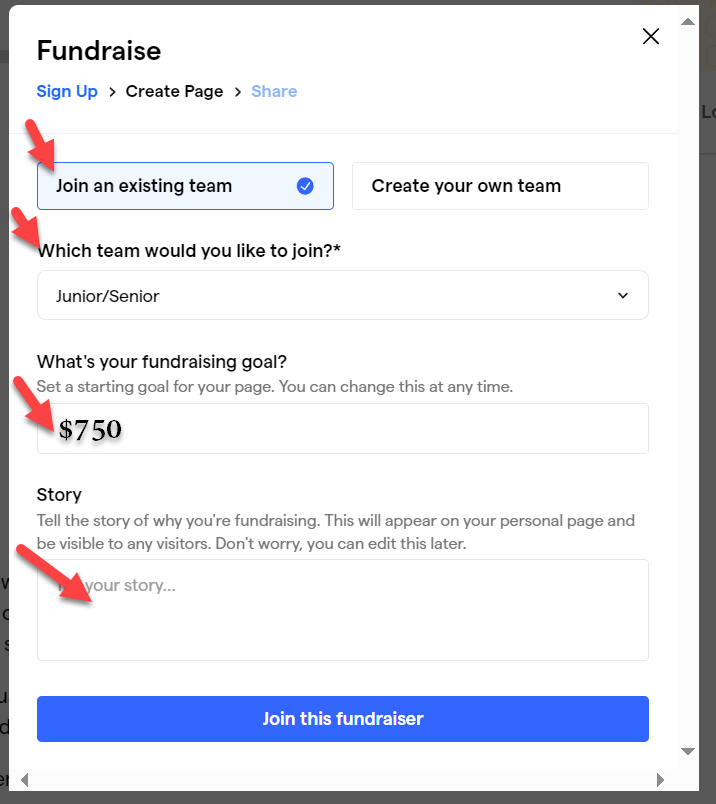 Fundraise
Sign Up > Create Page > Share
Join an existing team
Create your own team
Which team would you like to join?*
Junior/Senior
What's your fundraising goal?
Set a starting goal for your page. You can change this at any time.
$750
Story
Tell the story of why you're fundraising. This will appear on your personal page and
be visible to any visitors. Don't worry, you can edit this later.
your story...
Join this fundraiser